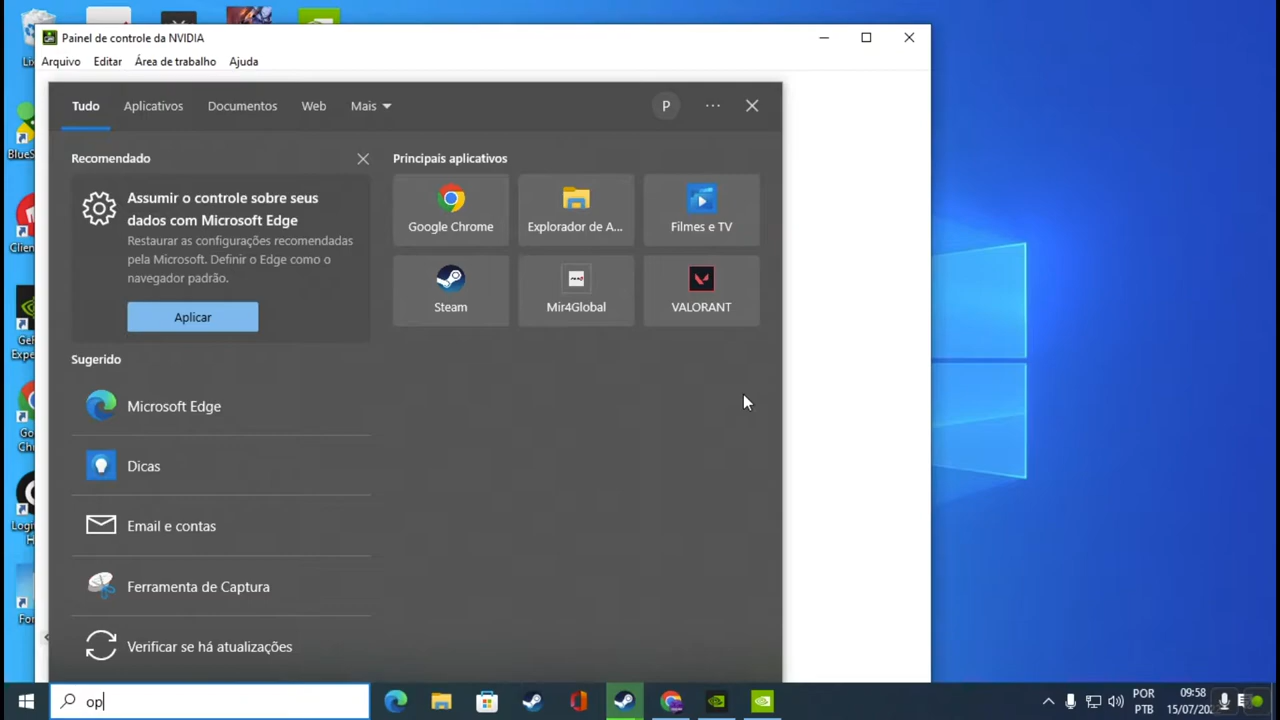 Painel de controle da NVIDIA
Arquivo Editar Área de trabalho Ajuda
Tudo Aplicativos Documentos Web Mais P
Recomendado
Assumir o controle sobre seus
dados com Microsoft Edge
Restaurar as configurações recomendadas
pela Microsoft. Definir o Edge como o
navegador padrão.
Aplicar
Principais aplicativos
Google Chrome Explorador de A... Filmes e TV
Steam Mir4Global VALORANT
Sugerido
Microsoft Edge
Dicas
Email e contas
Ferramenta de Captura
Verificar se há atualizações
op
POR
PTB
09:58